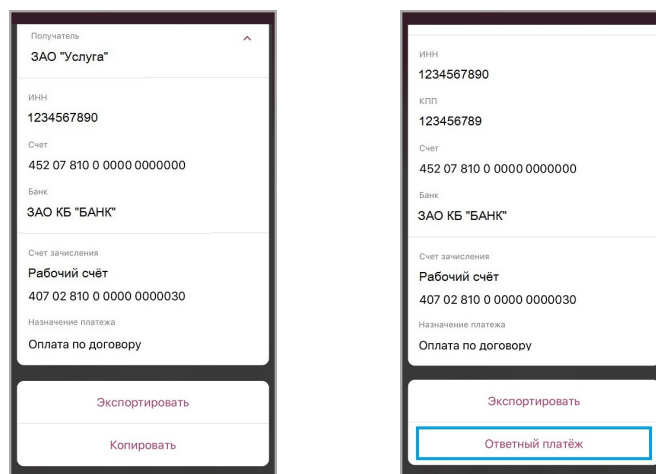 Получатель
ЗАО "Услуга"
ИНН
1234567890
Счет
452 07 810 0 0000 0000000
Банк
ЗАО КБ "БАНК"
Счет зачисления
Рабочий счёт
407 02 810 0 0000 0000030
Назначение платежа
Оплата по договору
Экспортировать
Копировать
ИНН
1234567890
КПП
123456789
Счет
452 07 810 0 0000 0000000
Банк
ЗАО КБ "БАНК"
Счет зачисления
Рабочий счёт
407 02 810 0 0000 0000030
Назначение платежа
Оплата по договору
Экспортировать
Ответный платёж